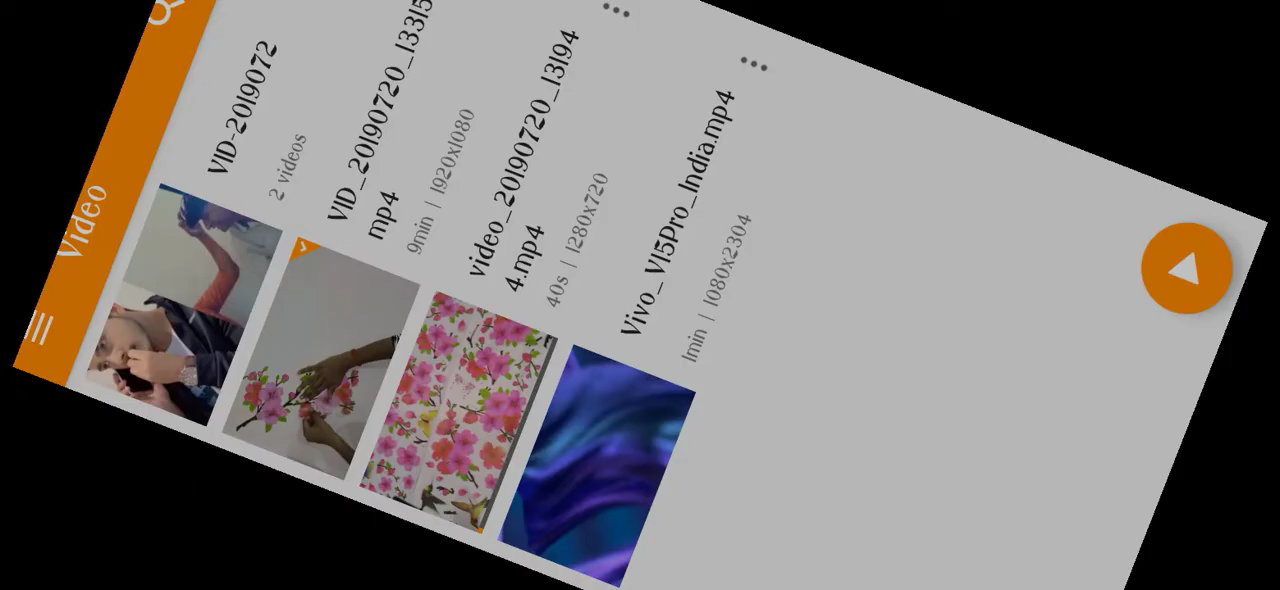 Video
VID-2019072
2 videos
VID_20190720_13315
mp4
9min | 1920x1080
video_20190720_13194
4.mp4
40s | 1280x720
Vivo_V15Pro_India.mp4
1min | 1080x2304